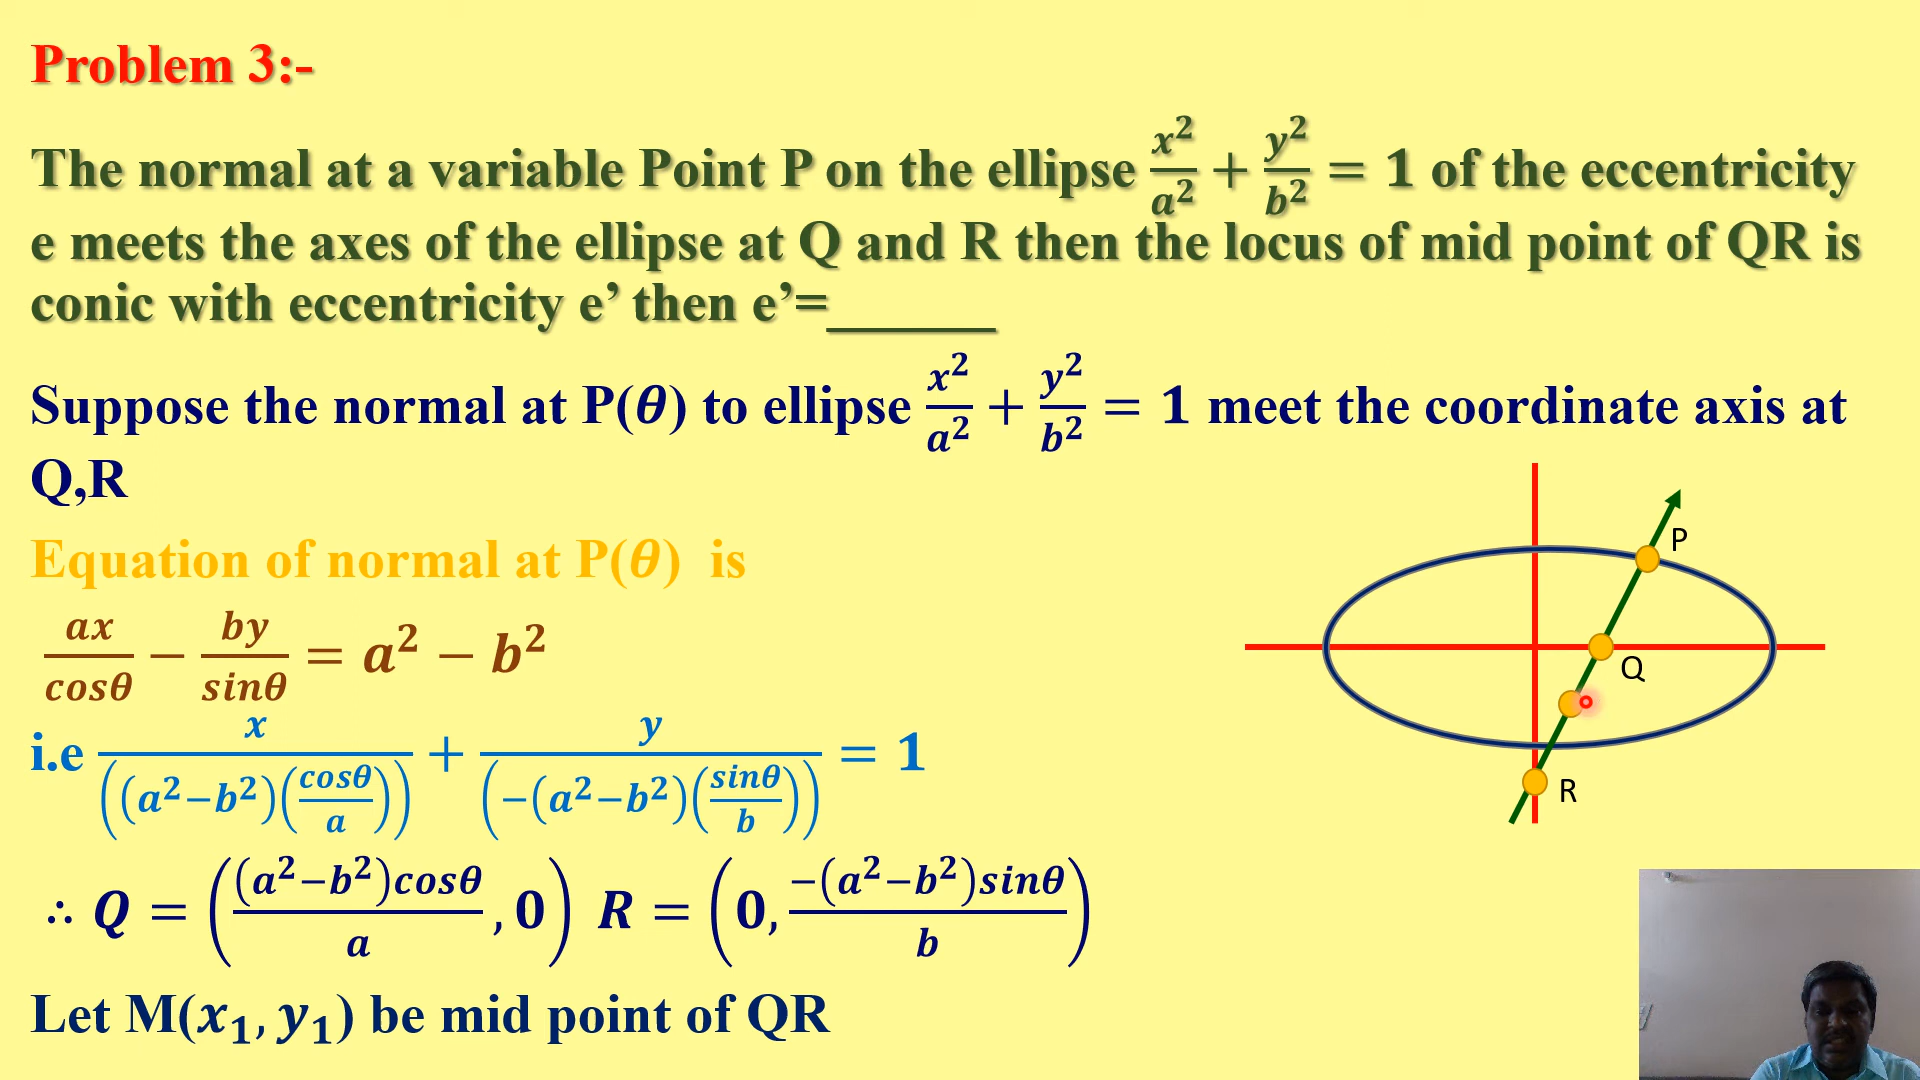 Problem 3:-
The normal at a variable Point P on the ellipse x²/a² + y²/b² = 1 of the eccentricity
e meets the axes of the ellipse at Q and R then the locus of mid point of QR is
conic with eccentricity e’ then e’=______
Suppose the normal at P(θ) to ellipse x²/a² + y²/b² = 1 meet the coordinate axis at
Q,R
Equation of normal at P(θ) is
ax/cosθ − by/sinθ = a² − b²
i.e x/((a²−b²)(cosθ/a)) + y/(−(a²−b²)(sinθ/b)) = 1
∴ Q = ((a²−b²)cosθ/a, 0) R = (0, −(a²−b²)sinθ/b)
Let M(x₁, y₁) be mid point of QR
P
Q
R